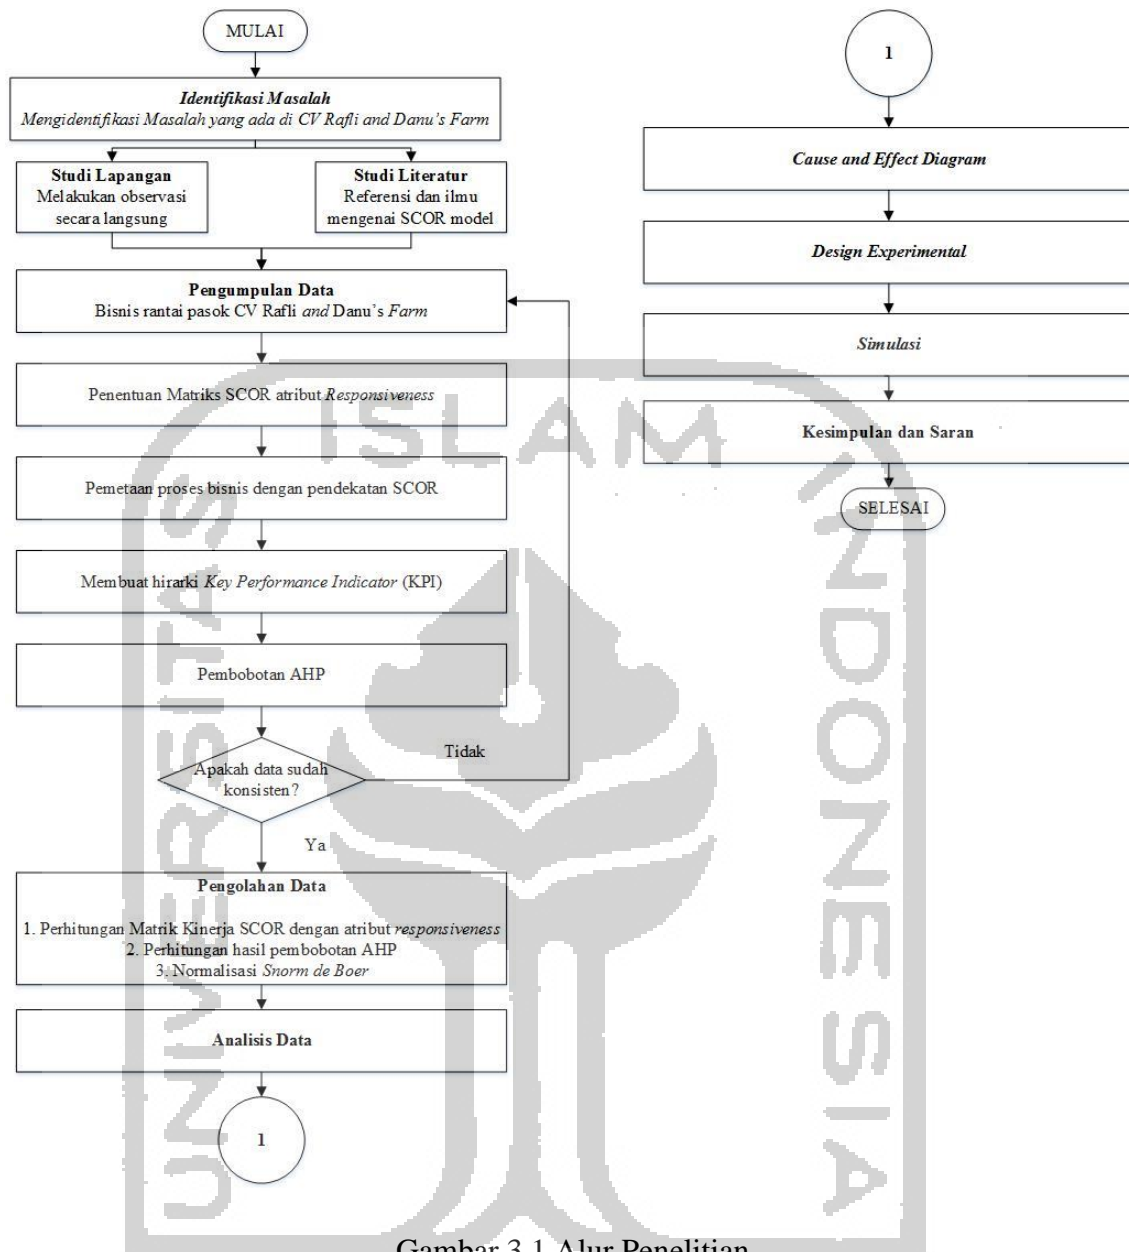 MULAI
Identifikasi Masalah
Mengidentifikasi Masalah yang ada di CV Rafli and Danu's Farm
Studi Lapangan
Melakukan observasi
secara langsung
Studi Literatur
Referensi dan ilmu
mengenai SCOR model
Pengumpulan Data
Bisnis rantai pasok CV Rafli and Danu's Farm
Penentuan Matriks SCOR atribut Responsiveness
Pemetaan proses bisnis dengan pendekatan SCOR
Membuat hirarki Key Performance Indicator (KPI)
Pembobotan AHP
Apakah data sudah
konsisten?
Tidak
Ya
Pengolahan Data
1. Perhitungan Matrik Kinerja SCOR dengan atribut responsiveness
2. Perhitungan hasil pembobotan AHP
3. Normalisasi Snorm de Boer
Analisis Data
1
1
Cause and Effect Diagram
Design Experimental
Simulasi
Kesimpulan dan Saran
SELESAI
UNIVERSITAS
ISLAM
INDONESIA
Gambar 3.1 Alur Penelitian